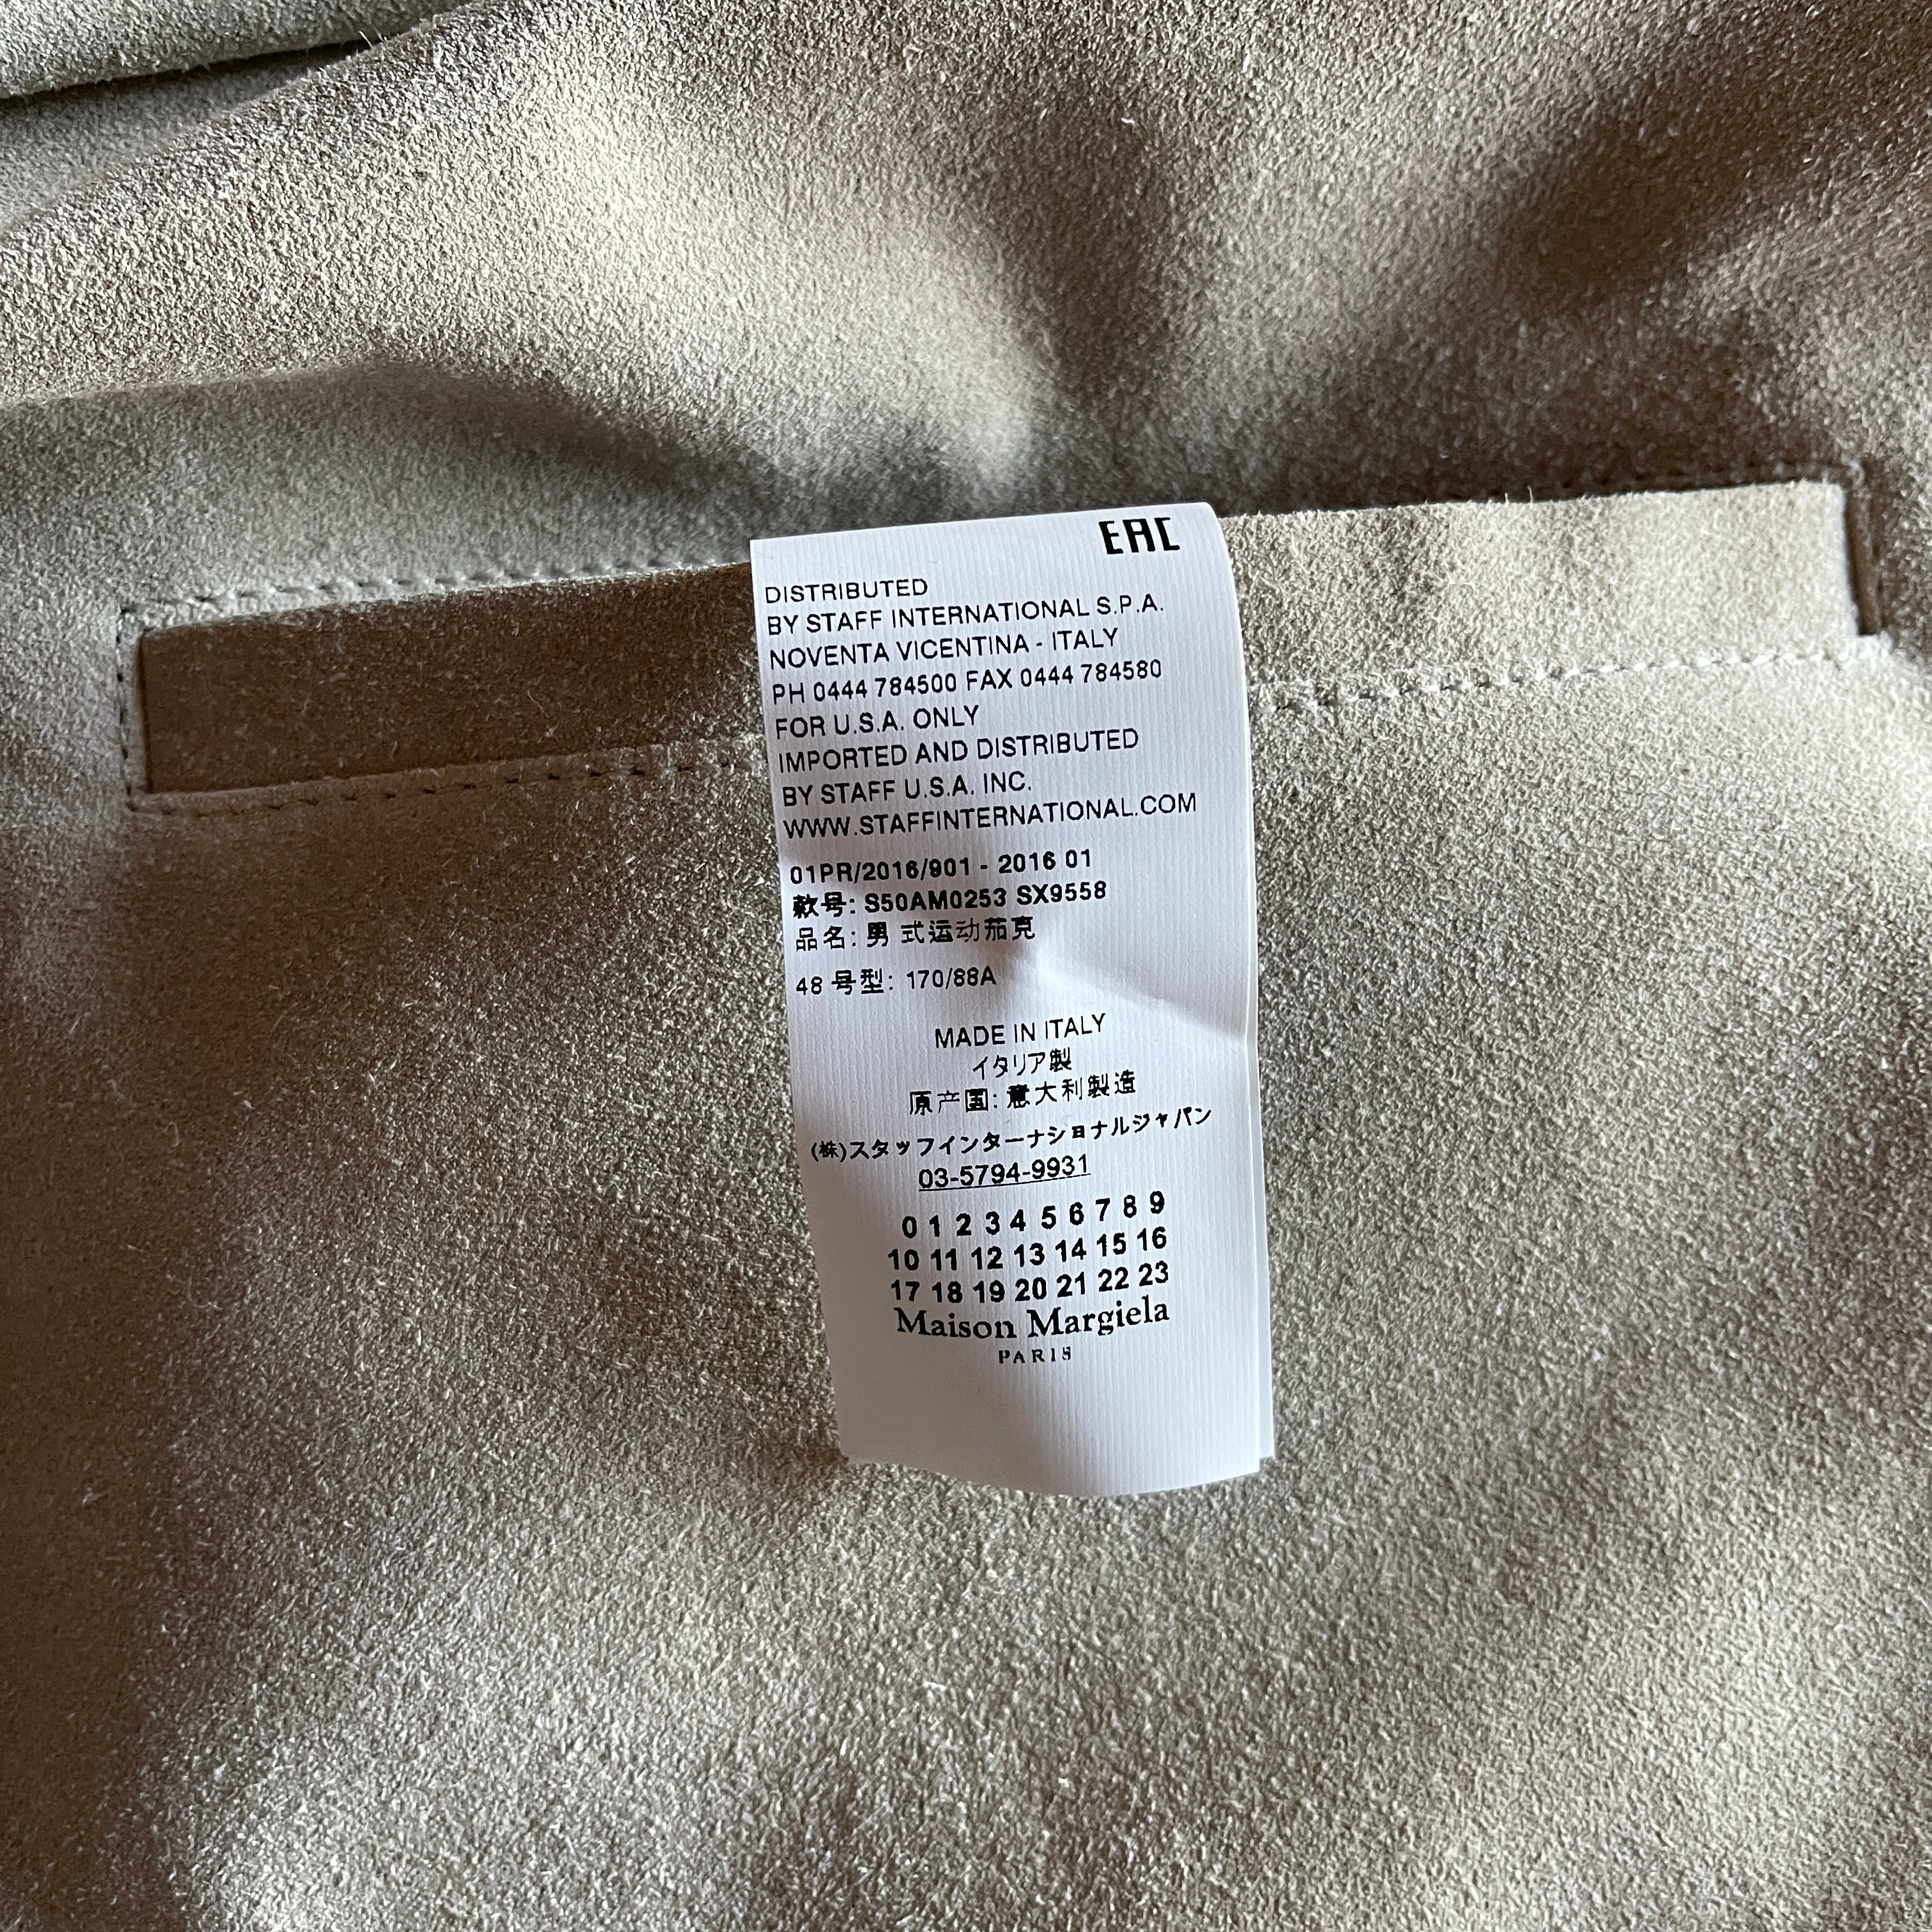 EAC
DISTRIBUTED
BY STAFF INTERNATIONAL S.P.A.
NOVENTA VICENTINA - ITALY
PH 0444 784500 FAX 0444 784580
FOR U.S.A. ONLY
IMPORTED AND DISTRIBUTED
BY STAFF U.S.A. INC.
WWW.STAFFINTERNATIONAL.COM
01PR/2016/901 - 2016 01
款号: S50AM0253 SX9558
品名: 男 式运动茄克
48 号型: 170/88A
MADE IN ITALY
イタリア製
原产国: 意大利製造
(株)スタッフインターナショナルジャパン
03-5794-9931
0 1 2 3 4 5 6 7 8 9
10 11 12 13 14 15 16
17 18 19 20 21 22 23
Maison Margiela
PARIS